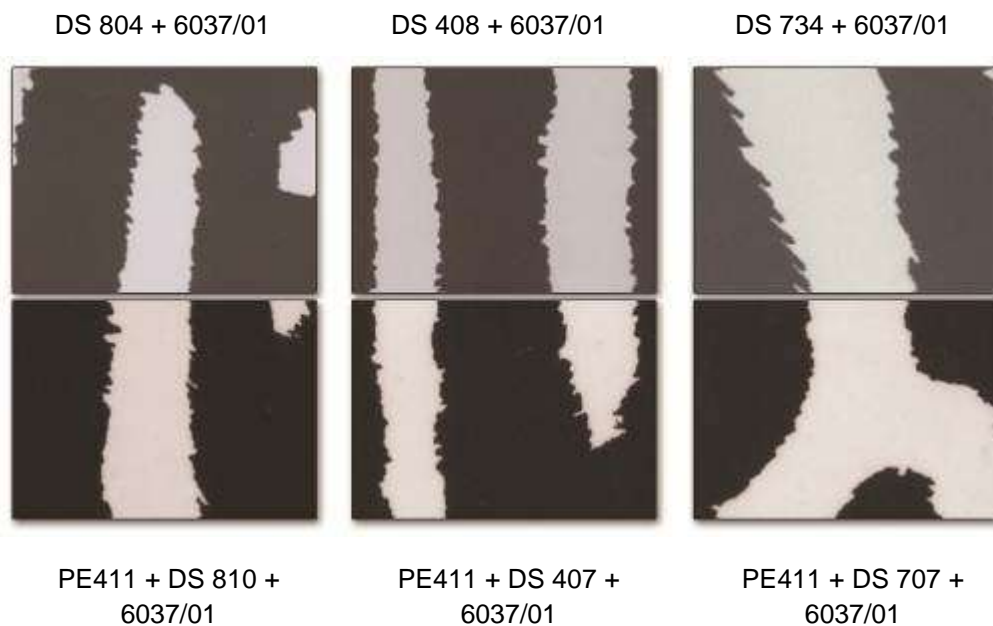 DS 804 + 6037/01
DS 408 + 6037/01
DS 734 + 6037/01
PE411 + DS 810 +
6037/01
PE411 + DS 407 +
6037/01
PE411 + DS 707 +
6037/01